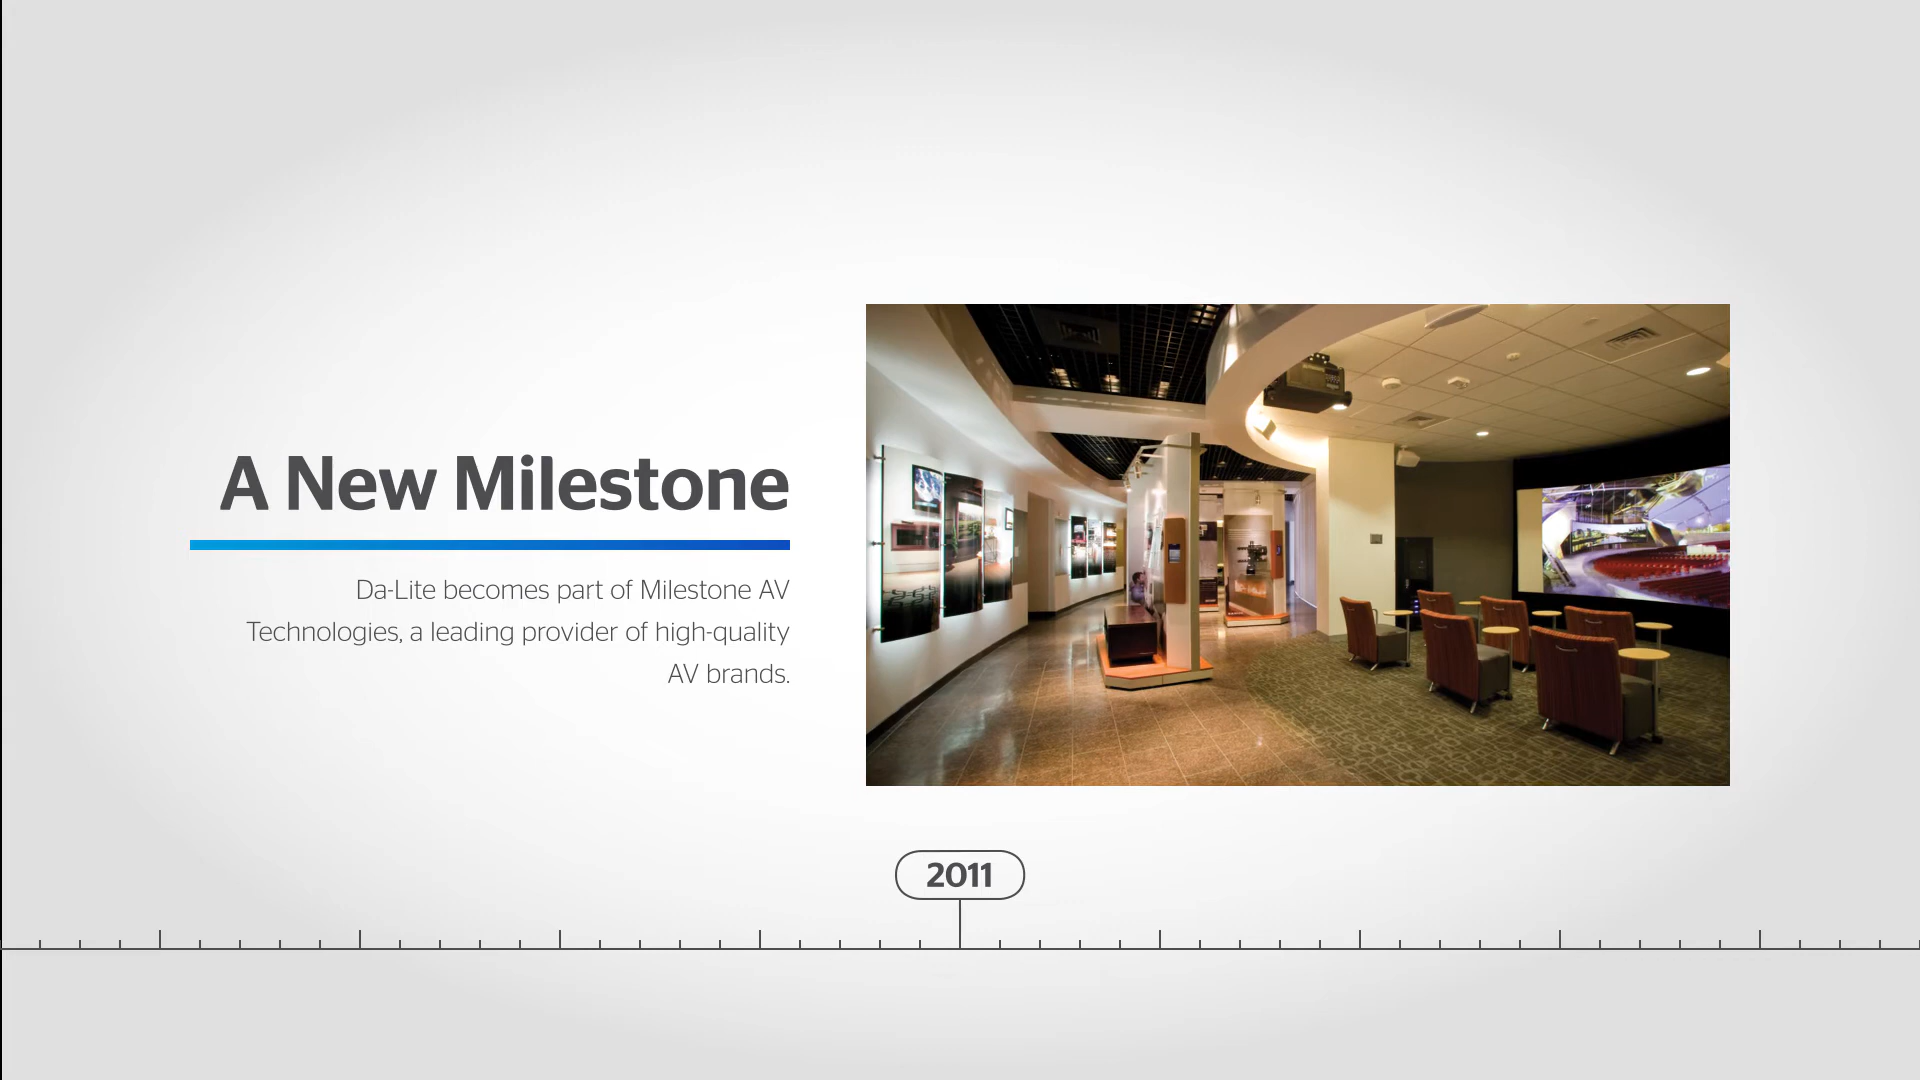 A New Milestone
Da-Lite becomes part of Milestone AV
Technologies, a leading provider of high-quality
AV brands.
2011